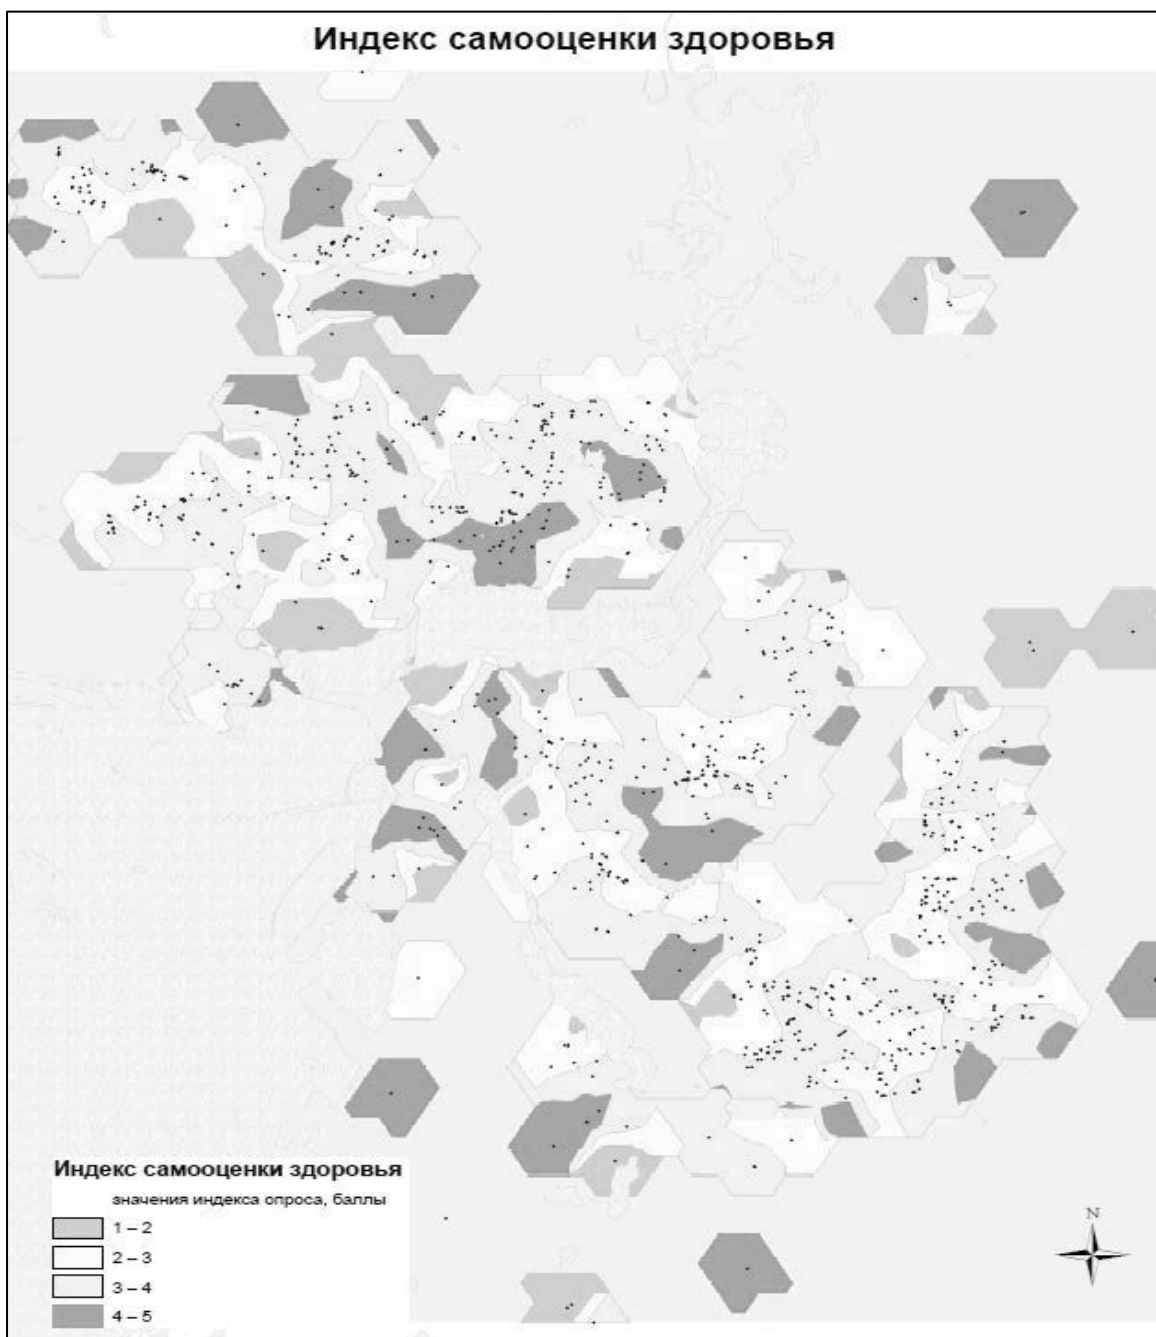 Индекс самооценки здоровья
Индекс самооценки здоровья
значения индекса опроса, баллы
1 – 2
2 – 3
3 – 4
4 – 5
N